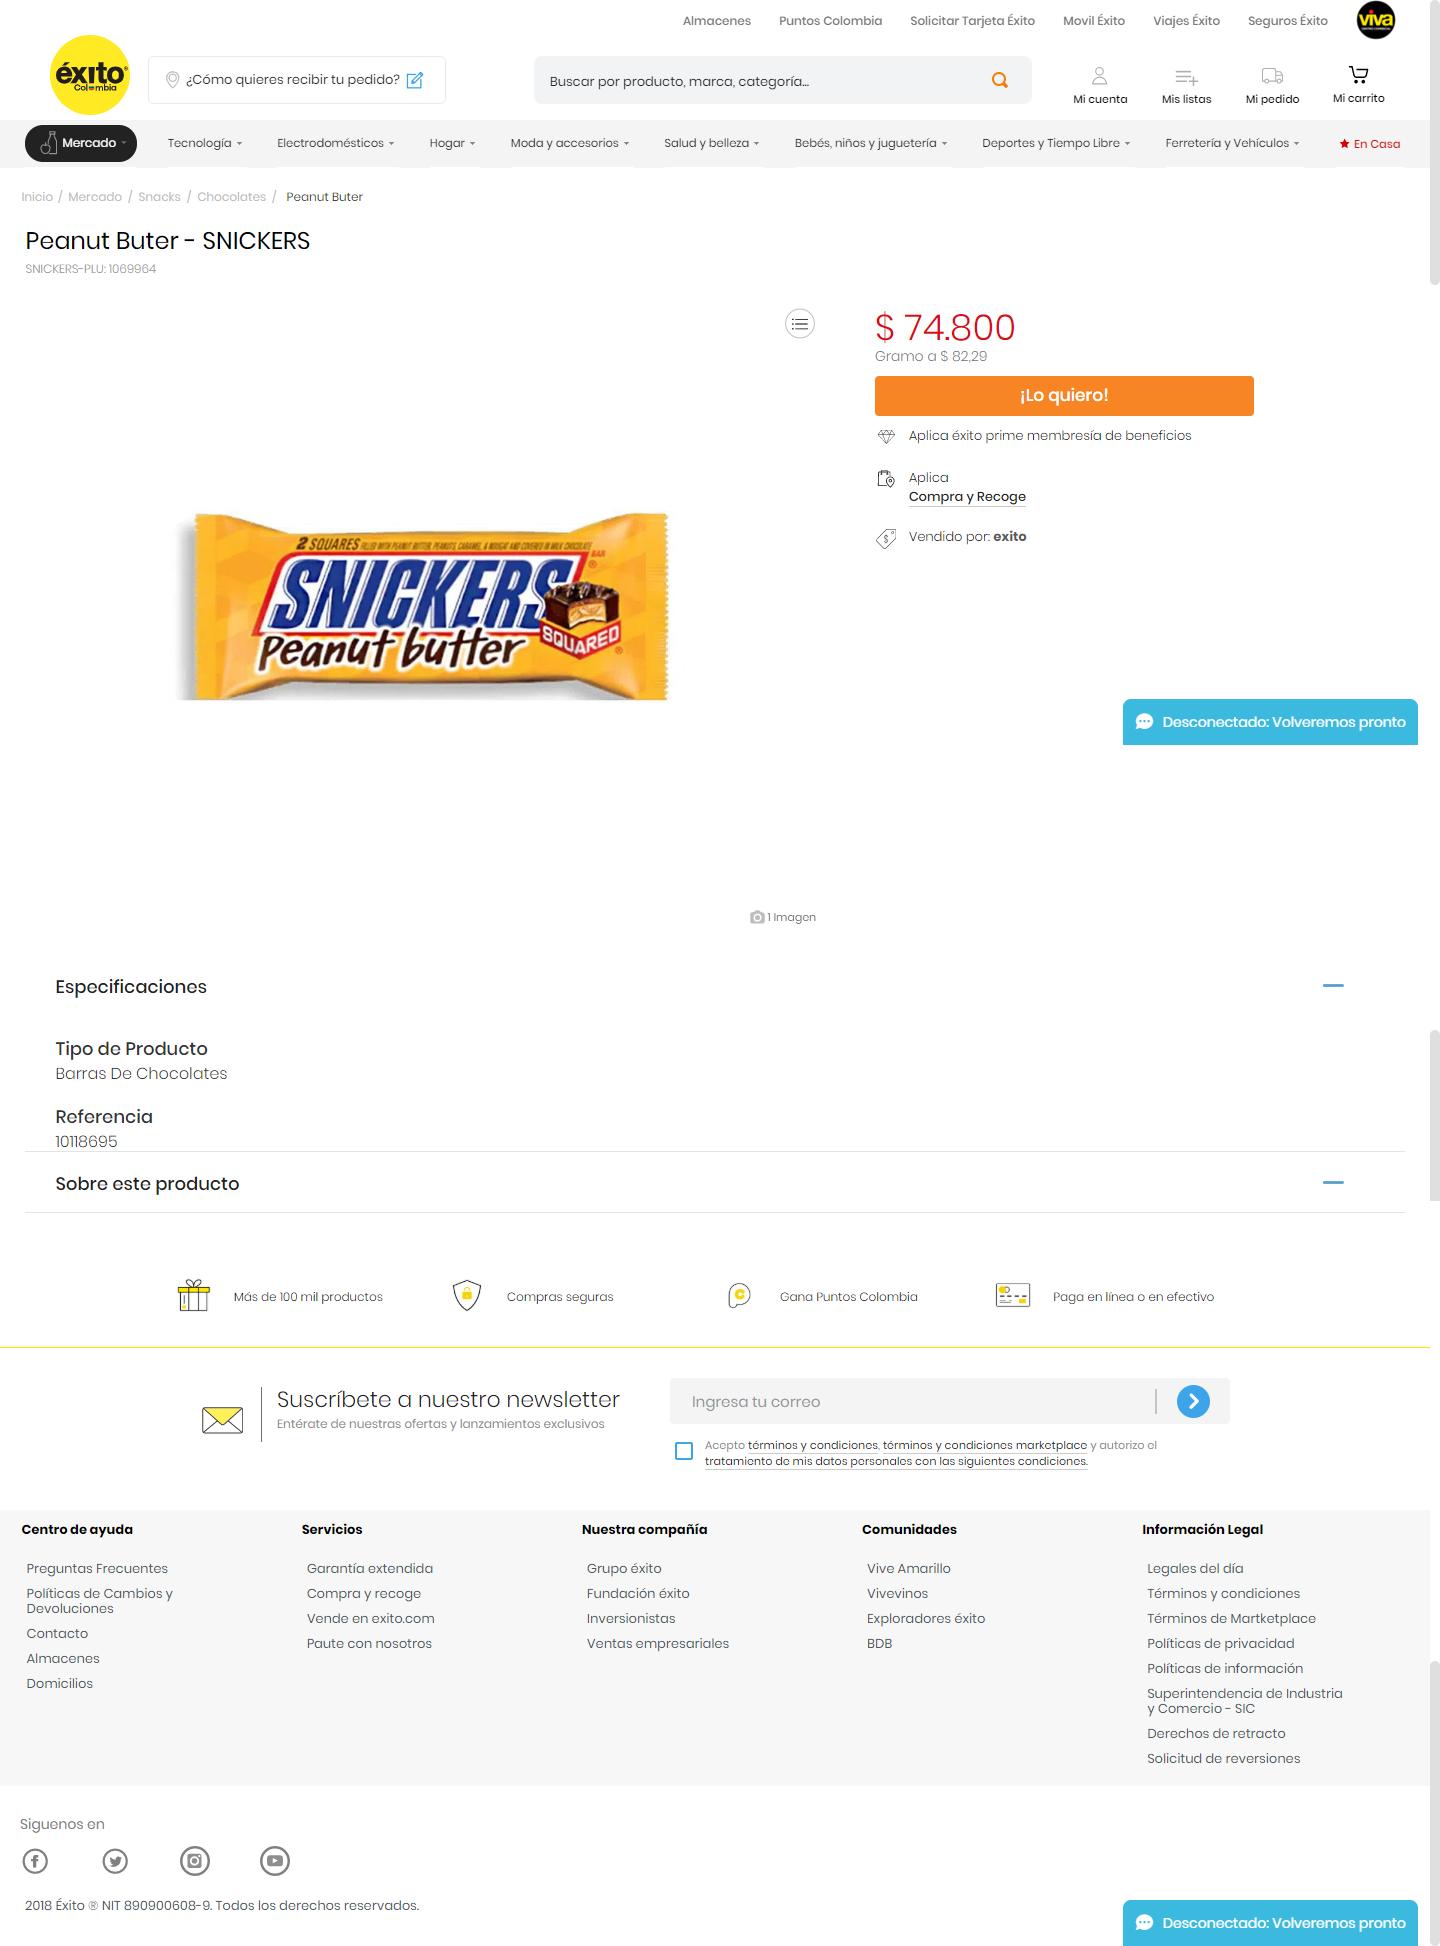 Almacenes Puntos Colombia Solicitar Tarjeta Éxito Movil Éxito Viajes Éxito Seguros Éxito viva
éxito
Colombia
¿Cómo quieres recibir tu pedido?
Buscar por producto, marca, categoría...
Mi cuenta Mis listas Mi pedido Mi carrito
Mercado Tecnología Electrodomésticos Hogar Moda y accesorios Salud y belleza Bebés, niños y juguetería Deportes y Tiempo Libre Ferretería y Vehículos En Casa
Inicio / Mercado / Snacks / Chocolates / Peanut Buter
Peanut Buter - SNICKERS
SNICKERS-PLU: 1069964
$ 74.800
Gramo a $ 82,29
¡Lo quiero!
Aplica éxito prime membresía de beneficios
Aplica
Compra y Recoge
Vendido por: exito
2 SQUARES FILLED WITH PEANUT BUTTER, PEANUTS, CARAMEL & NOUGAT AND COVERED IN MILK CHOCOLATE
BAR
SNICKERS
Peanut butter
SQUARED
Desconectado: Volveremos pronto
1 Imagen
Especificaciones
Tipo de Producto
Barras De Chocolates
Referencia
10118695
Sobre este producto
Más de 100 mil productos Compras seguras Gana Puntos Colombia Paga en línea o en efectivo
Suscríbete a nuestro newsletter
Entérate de nuestras ofertas y lanzamientos exclusivos
Ingresa tu correo
Acepto términos y condiciones, términos y condiciones marketplace y autorizo el
tratamiento de mis datos personales con las siguientes condiciones.
Centro de ayuda
Preguntas Frecuentes
Políticas de Cambios y
Devoluciones
Contacto
Almacenes
Domicilios
Servicios
Garantía extendida
Compra y recoge
Vende en exito.com
Paute con nosotros
Nuestra compañía
Grupo éxito
Fundación éxito
Inversionistas
Ventas empresariales
Comunidades
Vive Amarillo
Vivevinos
Exploradores éxito
BDB
Información Legal
Legales del día
Términos y condiciones
Términos de Martketplace
Políticas de privacidad
Políticas de información
Superintendencia de Industria
y Comercio - SIC
Derechos de retracto
Solicitud de reversiones
Siguenos en
2018 Éxito ® NIT 890900608-9. Todos los derechos reservados.
Desconectado: Volveremos pronto